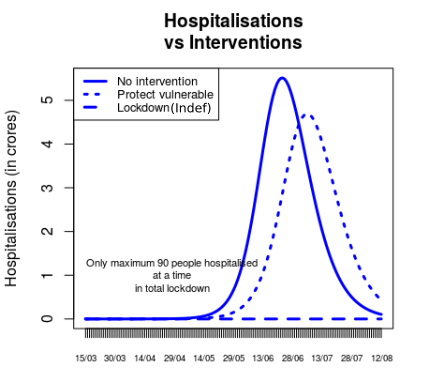 Hospitalisations
vs Interventions
No intervention
Protect vulnerable
Lockdown(Indef)
Hospitalisations (in crores)
5
4
3
2
1
0
Only maximum 90 people hospitalised
at a time
in total lockdown
15/03 30/03 14/04 29/04 14/05 29/05 13/06 28/06 13/07 28/07 12/08